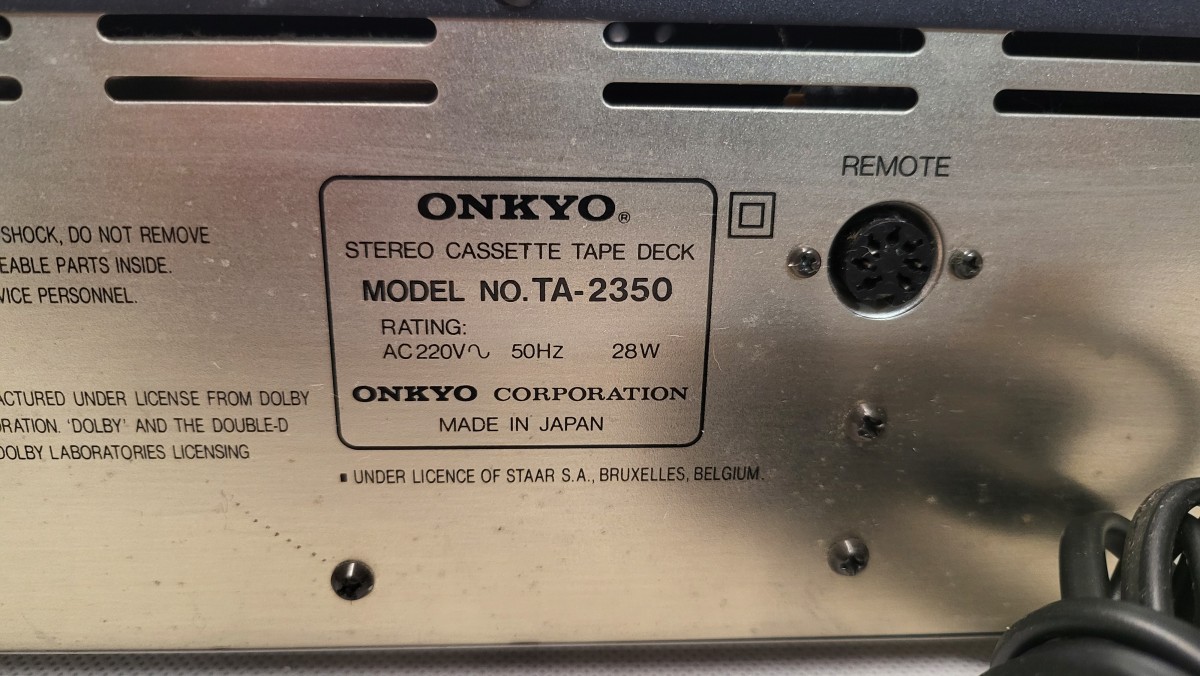 REMOTE
SHOCK, DO NOT REMOVE
EABLE PARTS INSIDE.
VICE PERSONNEL.
ONKYO®
STEREO CASSETTE TAPE DECK
MODEL NO. TA-2350
RATING:
AC 220V∿ 50Hz 28W
ONKYO CORPORATION
MADE IN JAPAN
ACTURED UNDER LICENSE FROM DOLBY
ORATION. 'DOLBY' AND THE DOUBLE-D
DOLBY LABORATORIES LICENSING
UNDER LICENCE OF STAAR S.A., BRUXELLES, BELGIUM.